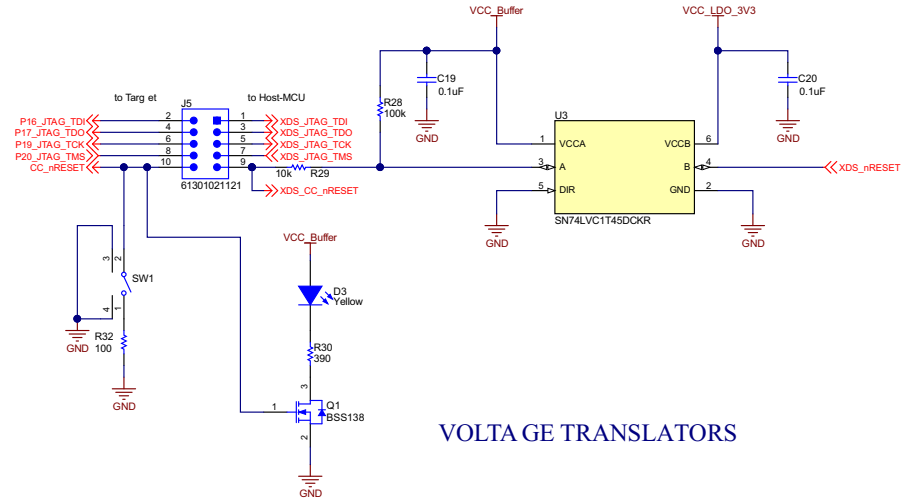 VCC_Buffer
VCC_LDO_3V3
C19
0.1uF
C20
0.1uF
GND
GND
to Targ et
to Host-MCU
J5
R28
100k
U3
P16_JTAG_TDI
2
1
XDS_JTAG_TDI
P17_JTAG_TDO
4
3
XDS_JTAG_TDO
P19_JTAG_TCK
6
5
XDS_JTAG_TCK
P20_JTAG_TMS
8
7
XDS_JTAG_TMS
CC_nRESET
10
9
10k
R29
61301021121
XDS_CC_nRESET
1
VCCA
VCCB
6
3
A
B
4
XDS_nRESET
5
DIR
GND
2
SN74LVC1T45DCKR
GND
GND
VCC_Buffer
3
2
SW1
4
1
GND
R32
100
GND
D3
Yellow
R30
390
3
1
Q1
BSS138
2
GND
VOLTA GE TRANSLATORS